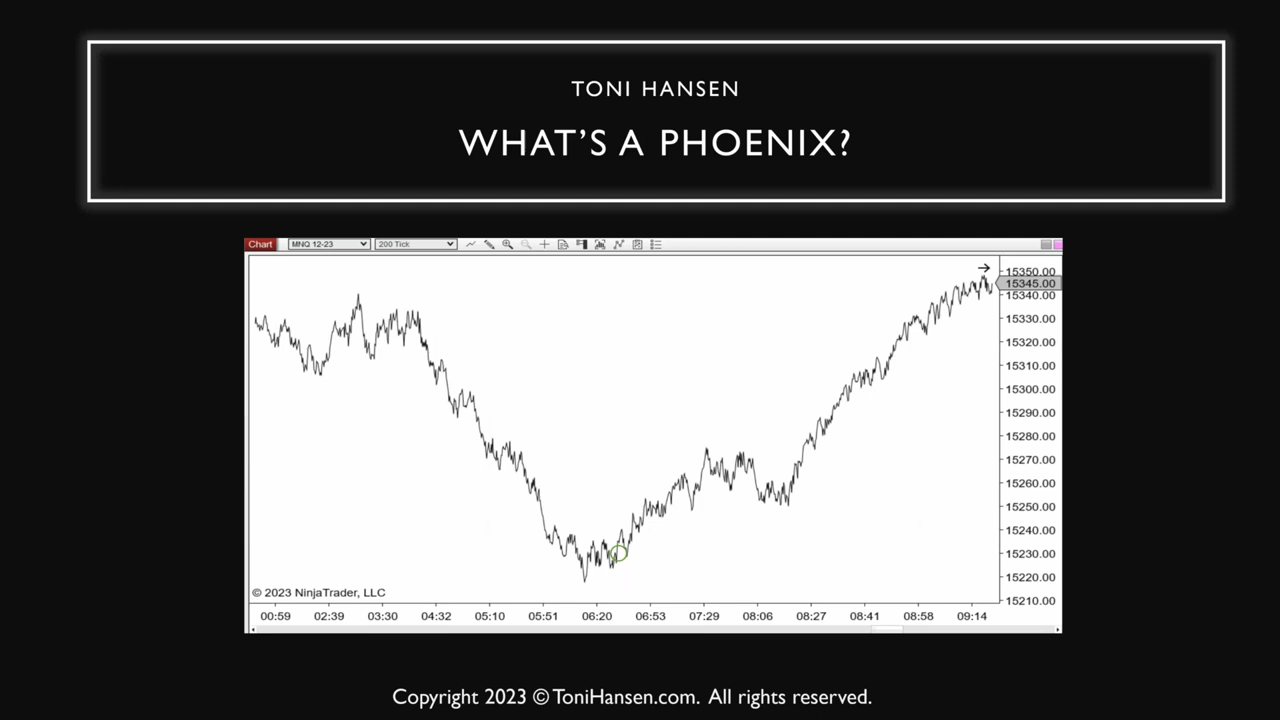 TONI HANSEN
WHAT'S A PHOENIX?
Chart MNQ 12-23 200 Tick
15350.00
15345.00
15340.00
15330.00
15320.00
15310.00
15300.00
15290.00
15280.00
15270.00
15260.00
15250.00
15240.00
15230.00
15220.00
15210.00
© 2023 NinjaTrader, LLC
00:59 02:39 03:30 04:32 05:10 05:51 06:20 06:53 07:29 08:06 08:27 08:41 08:58 09:14
Copyright 2023 © ToniHansen.com. All rights reserved.